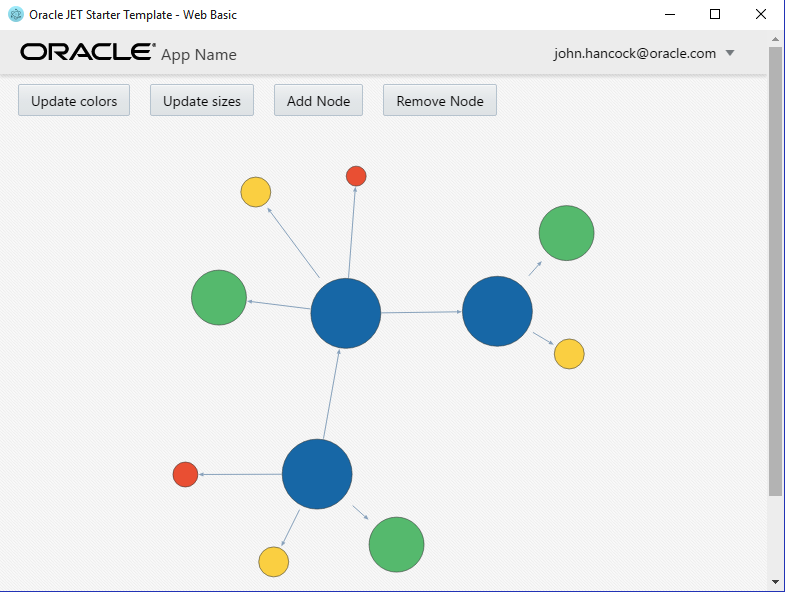 Oracle JET Starter Template - Web Basic
ORACLE® App Name
john.hancock@oracle.com
Update colors
Update sizes
Add Node
Remove Node